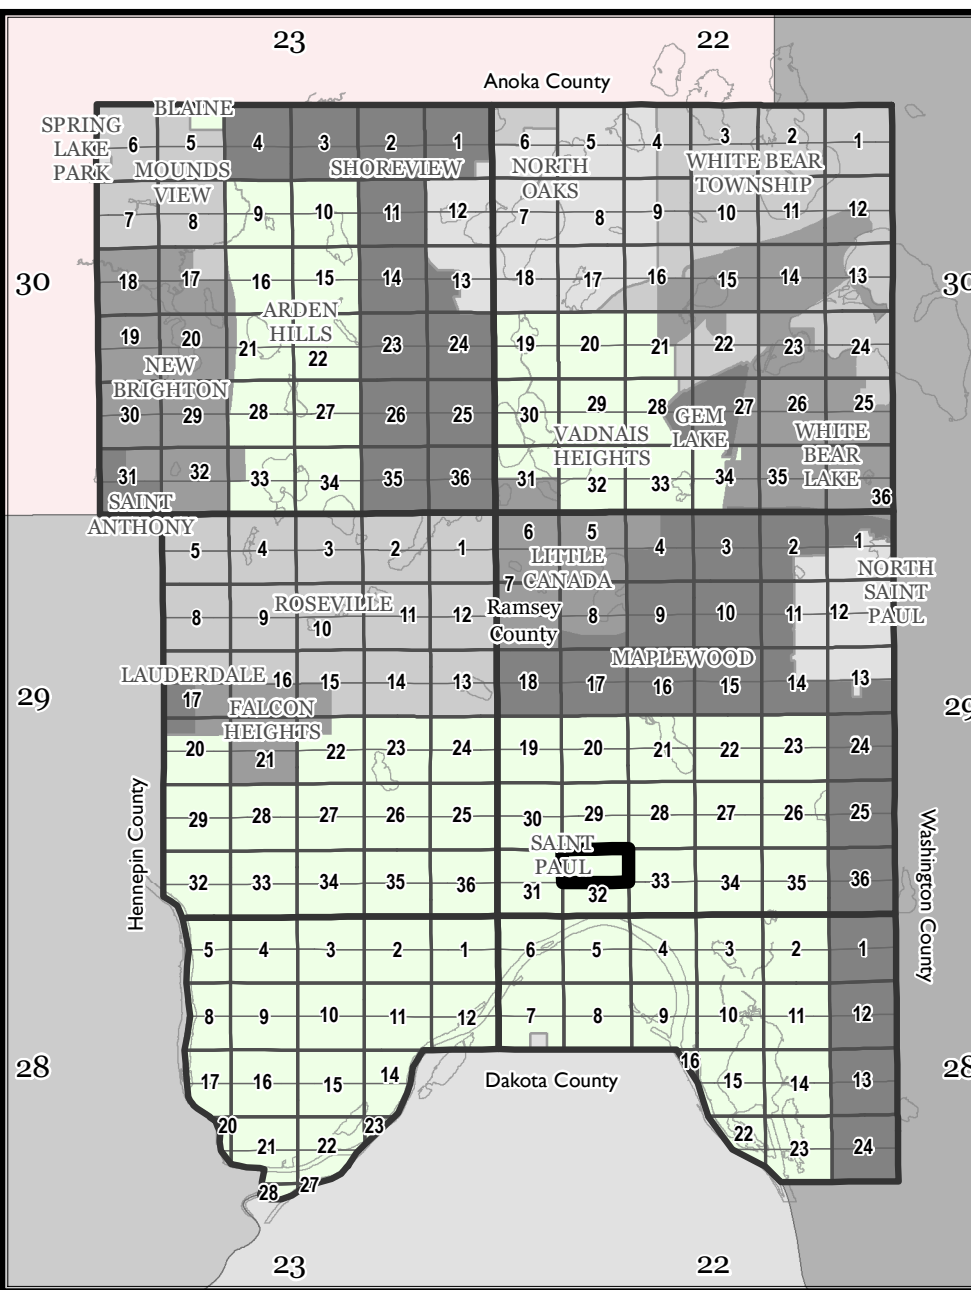 23 22
Anoka County
BLAINE
SPRING
LAKE
PARK
6 5 4 3 2 1 6 5 4 3 2 1
MOUNDS
VIEW
SHOREVIEW
NORTH
OAKS
WHITE BEAR
TOWNSHIP
7 8 9 10 11 12 7 8 9 10 11 12
30 18 17 16 15 14 13 18 17 16 15 14 13 30
ARDEN
HILLS
19 20 21 22 23 24 19 20 21 22 23 24
NEW
BRIGHTON
30 29 28 27 26 25 30 29 28 27 26 25
GEM
LAKE
VADNAIS
HEIGHTS
WHITE
BEAR
LAKE
31 32 33 34 35 36 31 32 33 34 35 36
SAINT
ANTHONY
5 4 3 2 1 6 5 4 3 2 1
LITTLE
CANADA
NORTH
SAINT
PAUL
8 9 10 11 12 7 8 9 10 11 12
ROSEVILLE
Ramsey
County
MAPLEWOOD
LAUDERDALE
29 17 16 15 14 13 18 17 16 15 14 13 29
FALCON
HEIGHTS
20 21 22 23 24 19 20 21 22 23 24
29 28 27 26 25 30 29 28 27 26 25
SAINT
PAUL
32 33 34 35 36 31 32 33 34 35 36
Hennepin County
Washington County
5 4 3 2 1 6 5 4 3 2 1
8 9 10 11 12 7 8 9 10 11 12
28 17 16 15 14 16 15 14 13 28
Dakota County
20 21 22 23 22 23 24
28 27
23 22